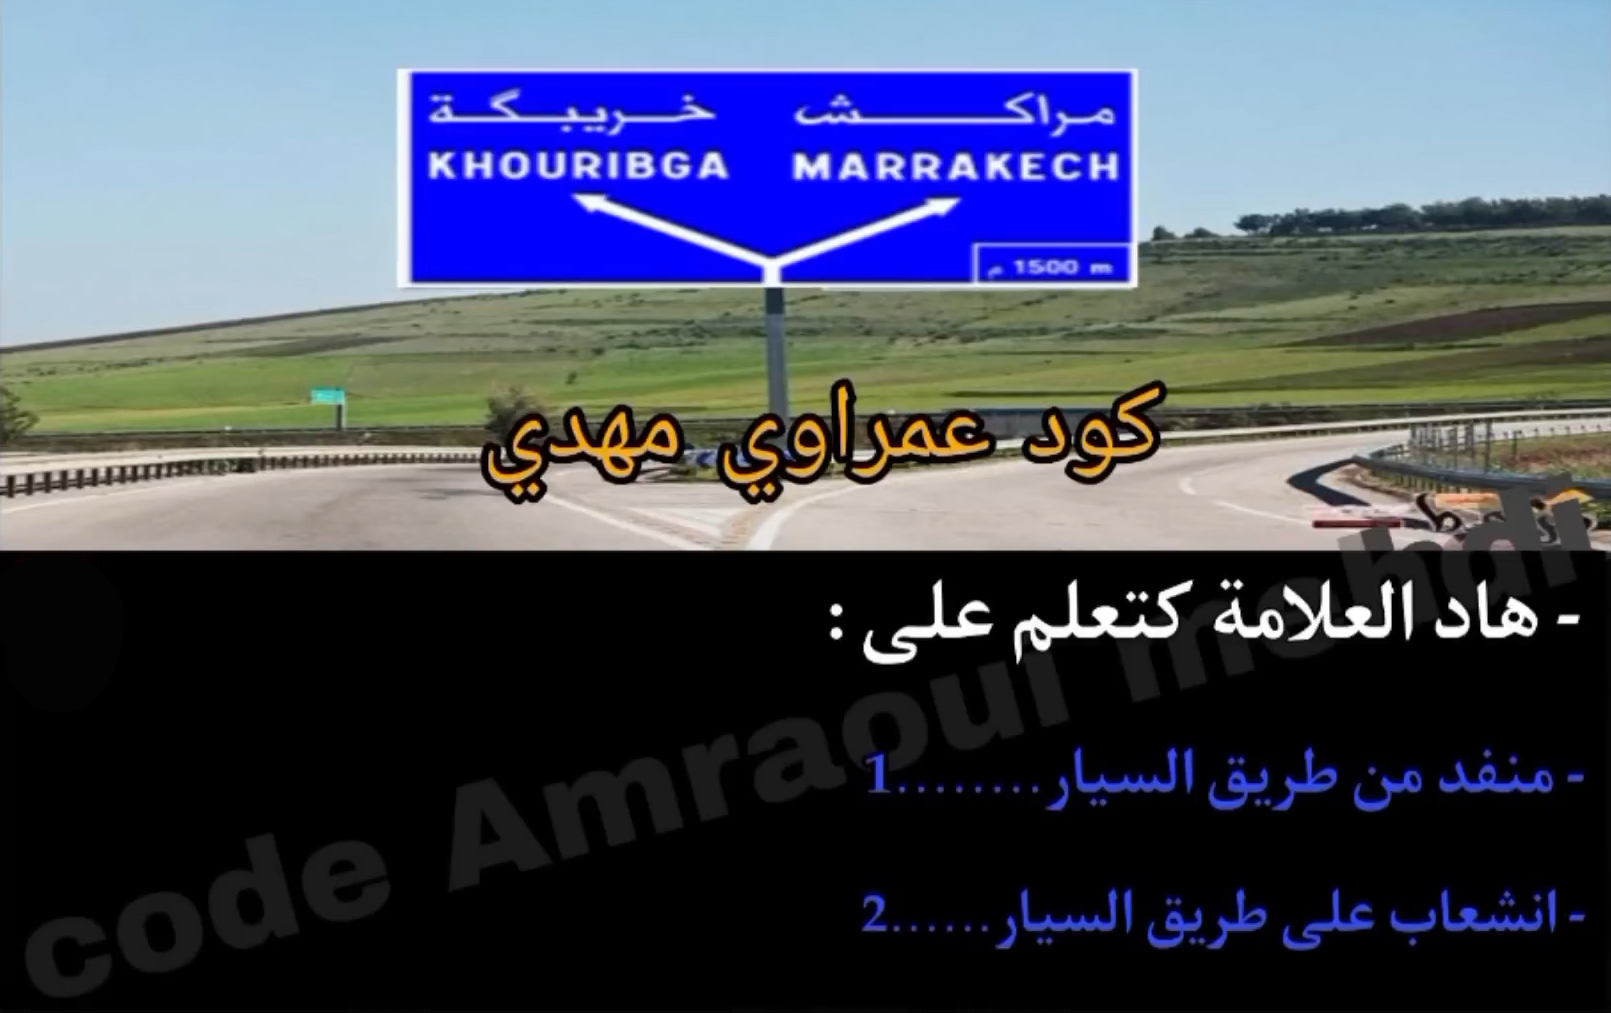 خريبگة مراكش
KHOURIBGA MARRAKECH
م 1500 m
كود عمراوي مهدي
- هاد العلامة كتعلم على :
- منفد من طريق السيار........1
- انشعاب على طريق السيار......2
code Amraoui mehdi